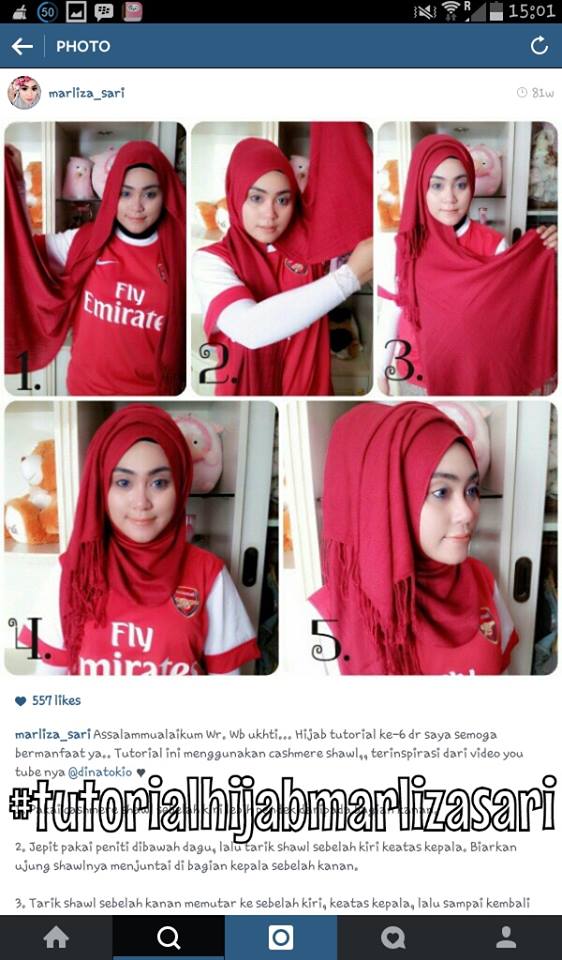 50
R
15:01
PHOTO
marliza_sari
81w
Fly
Emirate
1.
2.
3.
Fly
mirates
4.
5.
557 likes
marliza_sari Assalammualaikum Wr. Wb ukhti... Hijab tutorial ke-6 dr saya semoga
bermanfaat ya.. Tutorial ini menggunakan cashmere shawl,, terinspirasi dari video you
tube nya @dinatokio ♥
#tutorialhijabmarlizasari
2. Jepit pakai peniti dibawah dagu, lalu tarik shawl sebelah kiri keatas kepala. Biarkan
ujung shawlnya menjuntai di bagian kepala sebelah kanan.
3. Tarik shawl sebelah kanan memutar ke sebelah kiri, keatas kepala, lalu sampai kembali